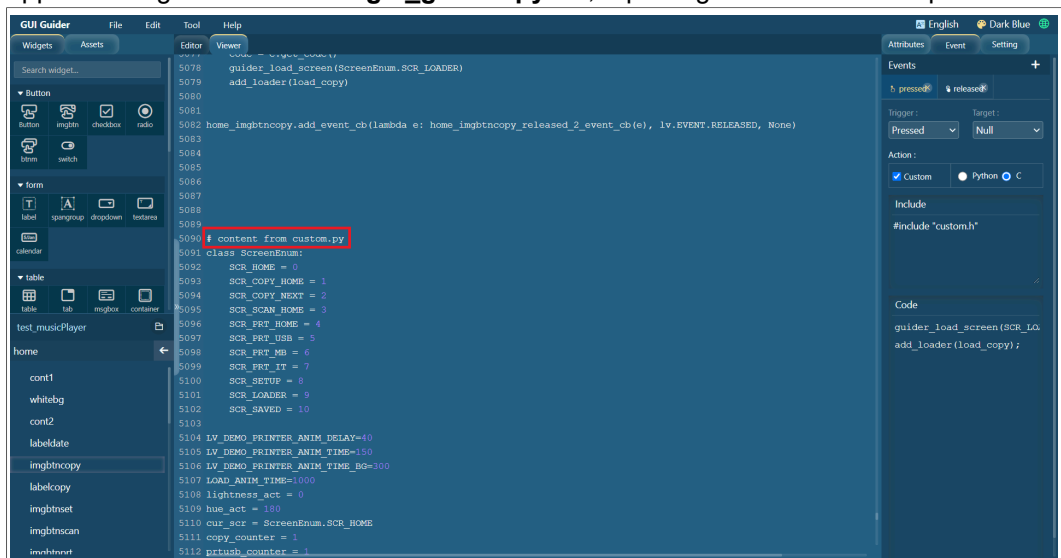 GUI Guider File Edit Tool Help English Dark Blue
Widgets Assets Editor Viewer Attributes Event Setting
Search widget...
Button
Button imgbtn checkbox radio
btnm switch
form
label spangroup dropdown textarea
calendar
table
table tab msgbox container
test_musicPlayer
home
cont1
whitebg
cont2
labeldate
imgbtncopy
labelcopy
imgbtnset
imgbtnscan
imgbtnprt
5078 guider_load_screen(ScreenEnum.SCR_LOADER)
5079 add_loader(load_copy)
5080
5081
5082 home_imgbtncopy.add_event_cb(lambda e: home_imgbtncopy_released_2_event_cb(e), lv.EVENT.RELEASED, None)
5083
5084
5085
5086
5087
5088
5089
5090 # content from custom.py
5091 class ScreenEnum:
5092 SCR_HOME = 0
5093 SCR_COPY_HOME = 1
5094 SCR_COPY_NEXT = 2
5095 SCR_SCAN_HOME = 3
5096 SCR_PRT_HOME = 4
5097 SCR_PRT_USB = 5
5098 SCR_PRT_MB = 6
5099 SCR_PRT_IT = 7
5100 SCR_SETUP = 8
5101 SCR_LOADER = 9
5102 SCR_SAVED = 10
5103
5104 LV_DEMO_PRINTER_ANIM_DELAY=40
5105 LV_DEMO_PRINTER_ANIM_TIME=150
5106 LV_DEMO_PRINTER_ANIM_TIME_BG=300
5107 LOAD_ANIM_TIME=1000
5108 lightness_act = 0
5109 hue_act = 180
5110 cur_scr = ScreenEnum.SCR_HOME
5111 copy_counter = 1
5112 prtusb_counter = 1
Events +
pressed released
Trigger : Target :
Pressed Null
Action :
Custom Python C
Include
#include "custom.h"
Code
guider_load_screen(SCR_LO
add_loader(load_copy);